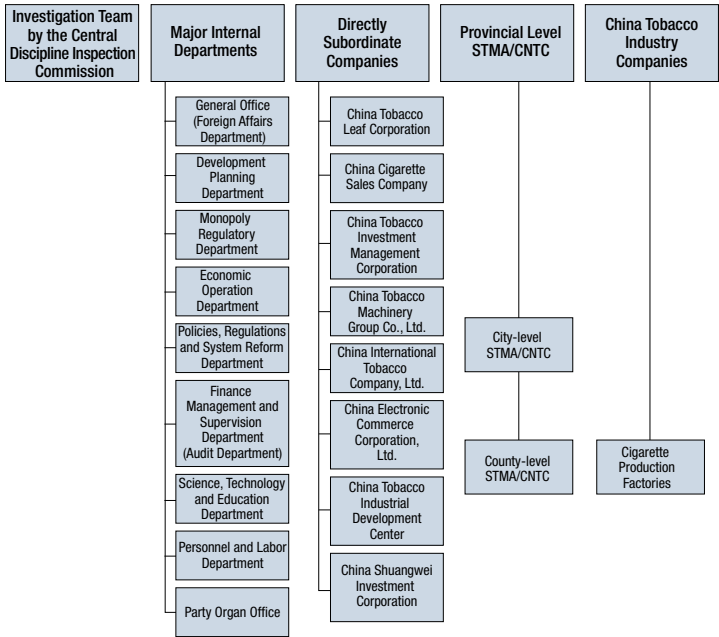 Investigation Team
by the Central
Discipline Inspection
Commission
Major Internal
Departments
General Office
(Foreign Affairs
Department)
Development
Planning
Department
Monopoly
Regulatory
Department
Economic
Operation
Department
Policies, Regulations
and System Reform
Department
Finance
Management and
Supervision
Department
(Audit Department)
Science, Technology
and Education
Department
Personnel and Labor
Department
Party Organ Office
Directly
Subordinate
Companies
China Tobacco
Leaf Corporation
China Cigarette
Sales Company
China Tobacco
Investment
Management
Corporation
China Tobacco
Machinery
Group Co., Ltd.
China International
Tobacco
Company, Ltd.
China Electronic
Commerce
Corporation,
Ltd.
China Tobacco
Industrial
Development
Center
China Shuangwei
Investment
Corporation
Provincial Level
STMA/CNTC
City-level
STMA/CNTC
County-level
STMA/CNTC
China Tobacco
Industry
Companies
Cigarette
Production
Factories